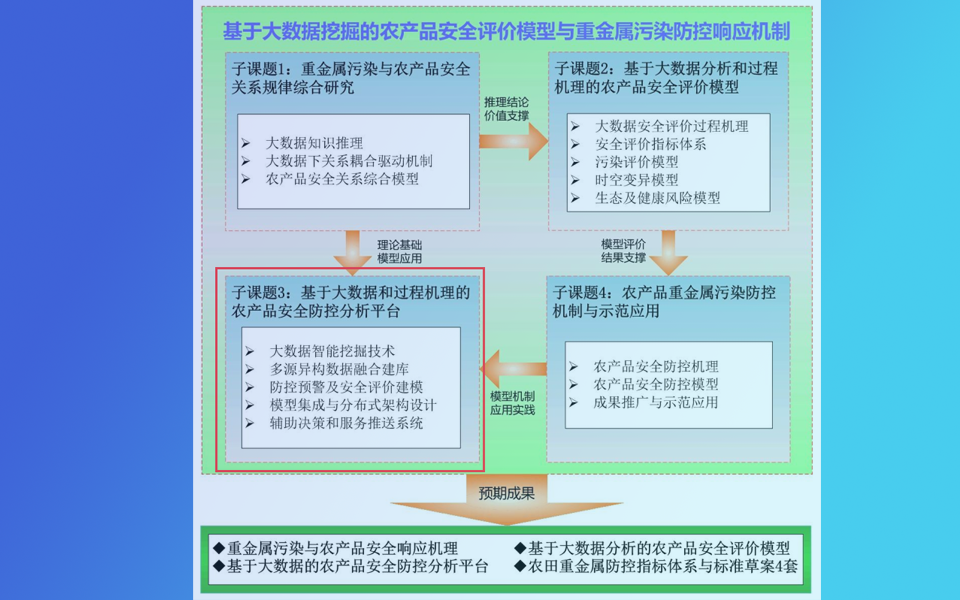 基于大数据挖掘的农产品安全评价模型与重金属污染防控响应机制
子课题1：重金属污染与农产品安全
关系规律综合研究
大数据知识推理
大数据下关系耦合驱动机制
农产品安全关系综合模型
推理结论
价值支撑
子课题2：基于大数据分析和过程
机理的农产品安全评价模型
大数据安全评价过程机理
安全评价指标体系
污染评价模型
时空变异模型
生态及健康风险模型
理论基础
模型应用
模型评价
结果支撑
子课题3：基于大数据和过程机理的
农产品安全防控分析平台
大数据智能挖掘技术
多源异构数据融合建库
防控预警及安全评价建模
模型集成与分布式架构设计
辅助决策和服务推送系统
模型机制
应用实践
子课题4：农产品重金属污染防控
机制与示范应用
农产品安全防控机理
农产品安全防控模型
成果推广与示范应用
预期成果
◆重金属污染与农产品安全响应机理
◆基于大数据分析的农产品安全评价模型
◆基于大数据的农产品安全防控分析平台
◆农田重金属防控指标体系与标准草案4套